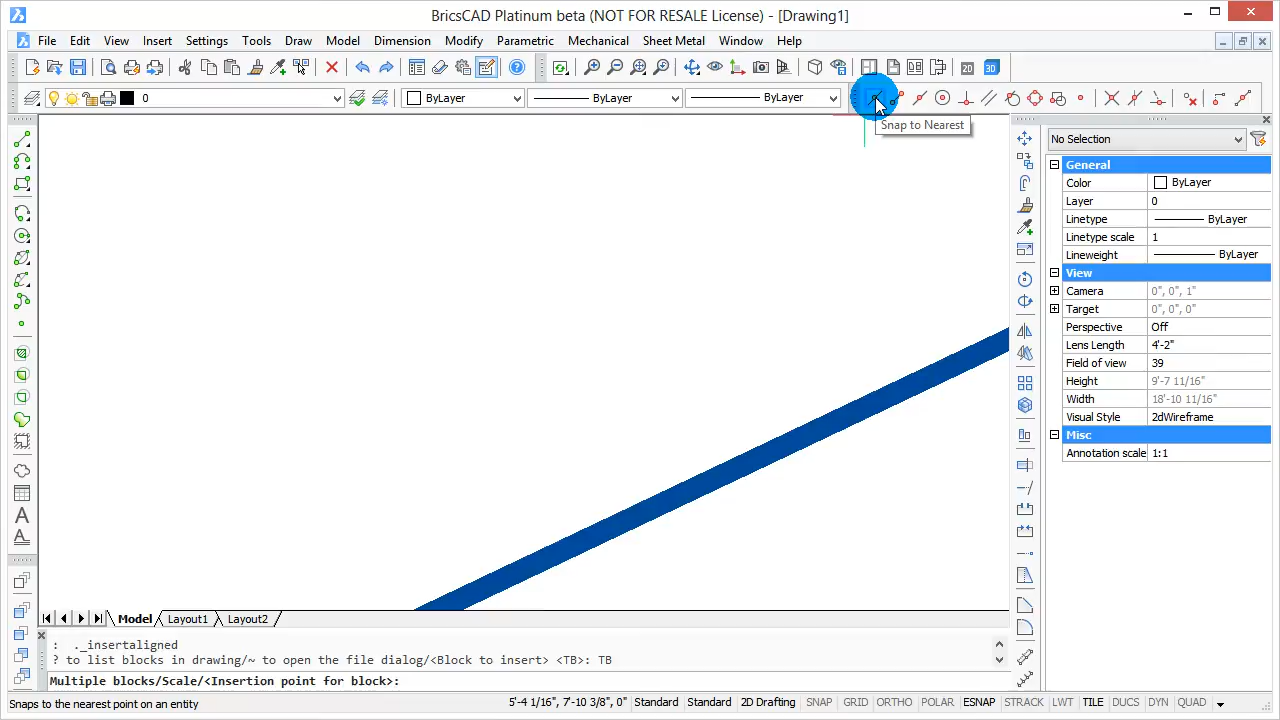 BricsCAD Platinum beta (NOT FOR RESALE License) - [Drawing1]
File Edit View Insert Settings Tools Draw Model Dimension Modify Parametric Mechanical Sheet Metal Window Help
2D 3D
0 ByLayer ByLayer ByLayer
Snap to Nearest
No Selection
General
Color ByLayer
Layer 0
Linetype ByLayer
Linetype scale 1
Lineweight ByLayer
View
Camera 0", 0", 1"
Target 0", 0", 0"
Perspective Off
Lens Length 4'-2"
Field of view 39
Height 9'-7 11/16"
Width 18'-10 11/16"
Visual Style 2dWireframe
Misc
Annotation scale 1:1
A
A
Model Layout1 Layout2
: ._insertaligned
? to list blocks in drawing/~ to open the file dialog/<Block to insert> <TB>: TB
Multiple blocks/Scale/<Insertion point for block>:
Snaps to the nearest point on an entity 5'-4 1/16", 7'-10 3/8", 0" Standard Standard 2D Drafting SNAP GRID ORTHO POLAR ESNAP STRACK LWT TILE DUCS DYN QUAD